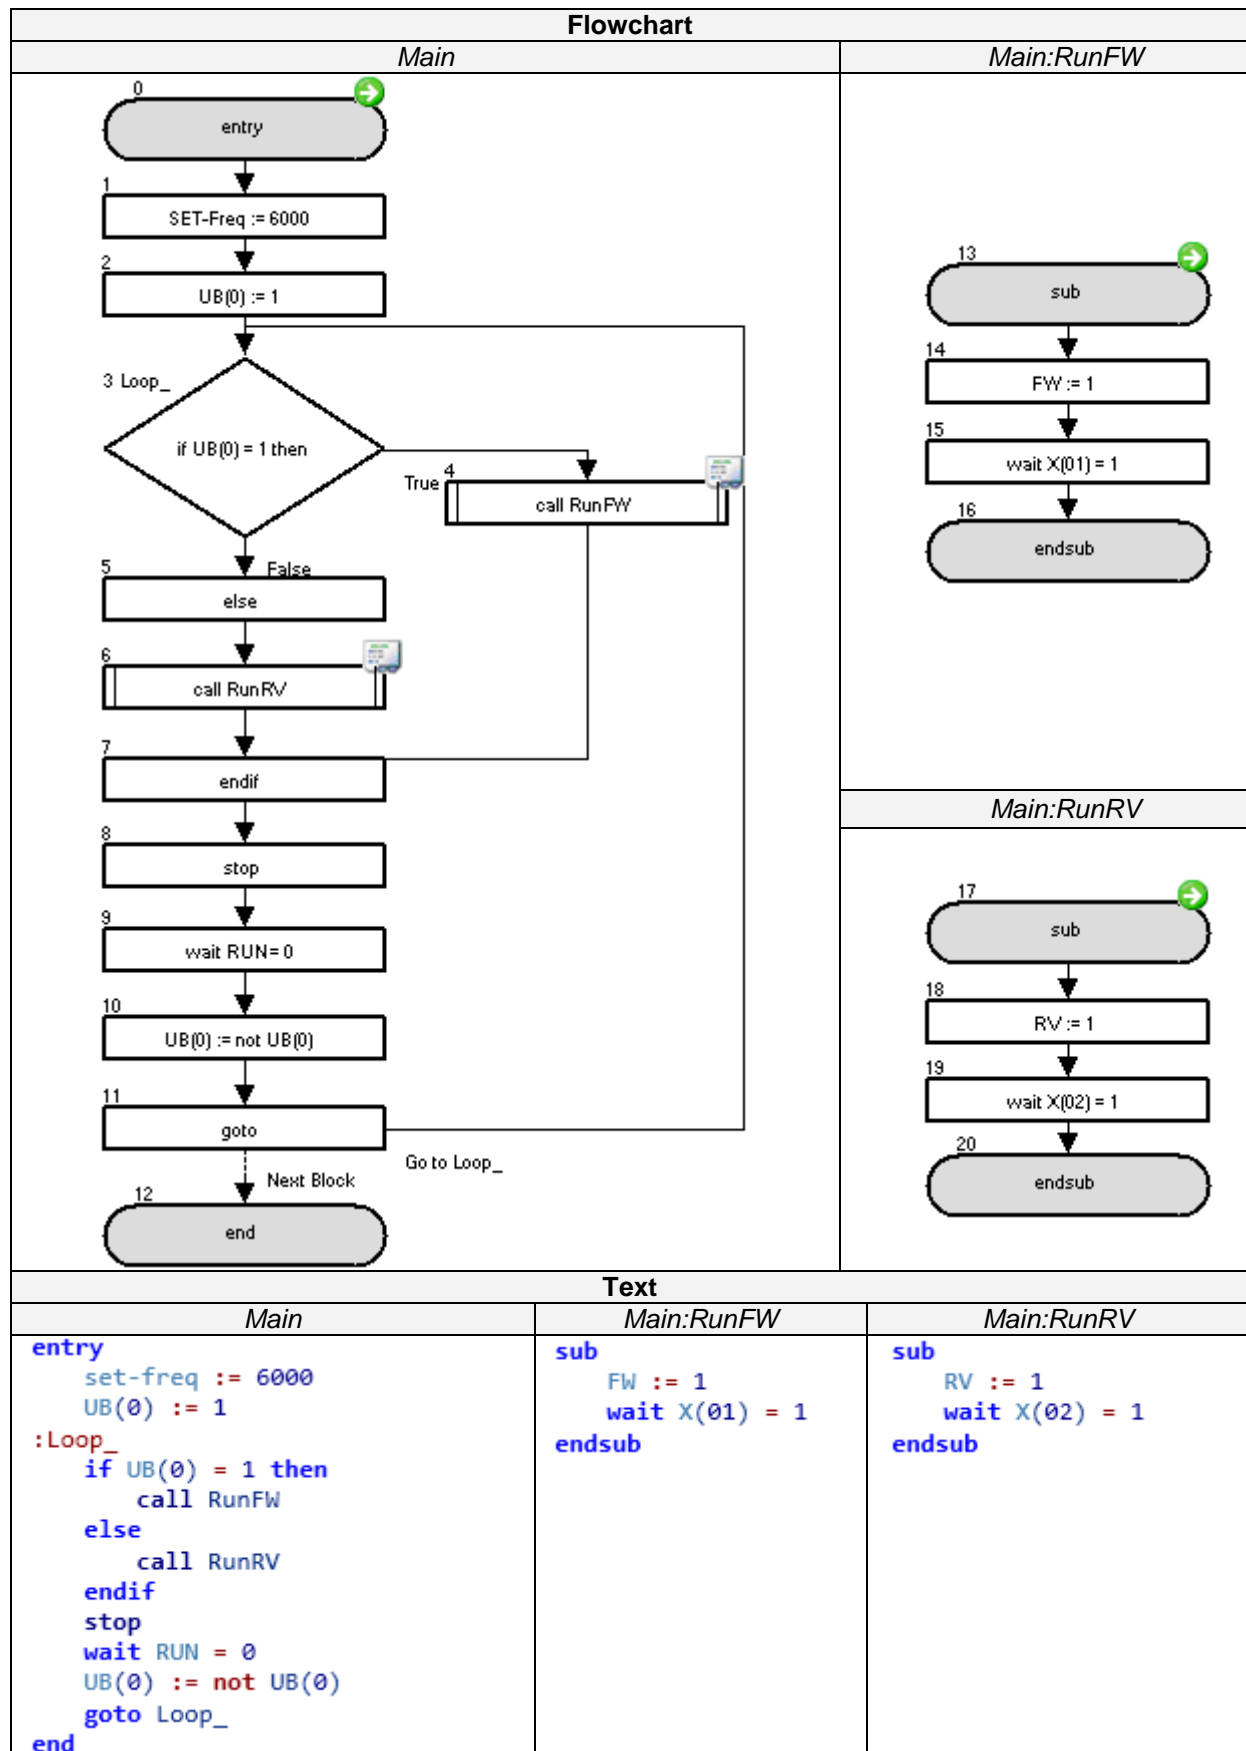 Flowchart
Main
Main:RunFW
0
entry
1
SET-Freq := 6000
2
UB(0) := 1
3 Loop_
if UB(0) = 1 then
True
4
call RunFW
False
5
else
6
call RunRV
7
endif
8
stop
9
wait RUN= 0
10
UB(0) := not UB(0)
11
goto
Go to Loop_
Next Block
12
end
13
sub
14
FW := 1
15
wait X(01) = 1
16
endsub
Main:RunRV
17
sub
18
RV := 1
19
wait X(02) = 1
20
endsub
Text
Main
Main:RunFW
Main:RunRV
entry
set-freq := 6000
UB(0) := 1
:Loop_
if UB(0) = 1 then
call RunFW
else
call RunRV
endif
stop
wait RUN = 0
UB(0) := not UB(0)
goto Loop_
end
sub
FW := 1
wait X(01) = 1
endsub
sub
RV := 1
wait X(02) = 1
endsub